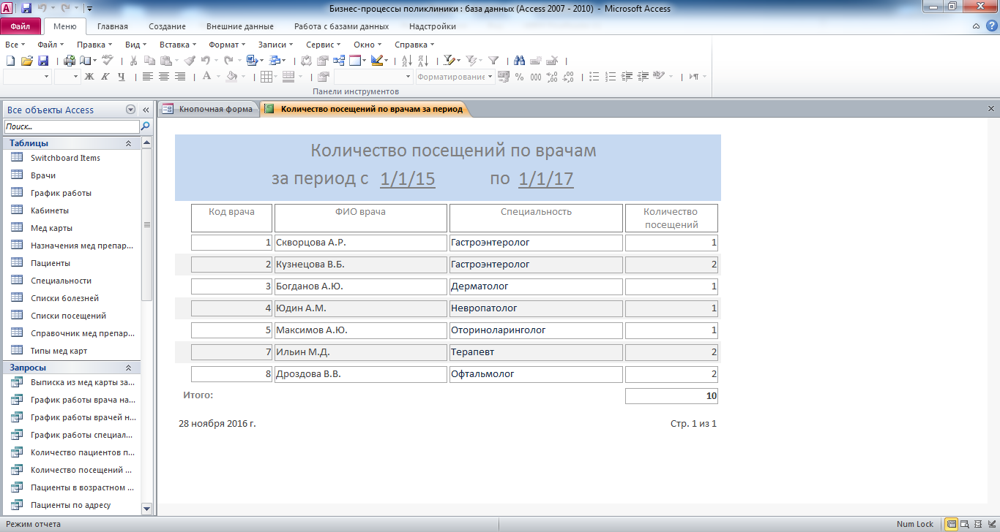 Бизнес-процессы поликлиники : база данных (Access 2007 - 2010) - Microsoft Access
Файл Меню Главная Создание Внешние данные Работа с базами данных Надстройки
Все Файл Правка Вид Вставка Формат Записи Сервис Окно Справка
Ж К Ч Форматирование % 000
Панели инструментов
Все объекты Access «
Поиск...
Таблицы
Switchboard Items
Врачи
График работы
Кабинеты
Мед карты
Назначения мед препар...
Пациенты
Специальности
Списки болезней
Списки посещений
Справочник мед препар...
Типы мед карт
Запросы
Выписка из мед карты за...
График работы врача на...
График работы врачей н...
График работы специал...
Количество пациентов п...
Количество посещений ...
Пациенты в возрастном ...
Пациенты по адресу
Кнопочная форма Количество посещений по врачам за период
Количество посещений по врачам
за период с 1/1/15 по 1/1/17
Код врача ФИО врача Специальность Количество
посещений
1 Скворцова А.Р. Гастроэнтеролог 1
2 Кузнецова В.Б. Гастроэнтеролог 2
3 Богданов А.Ю. Дерматолог 1
4 Юдин А.М. Невропатолог 1
5 Максимов А.Ю. Оториноларинголог 1
7 Ильин М.Д. Терапевт 2
8 Дроздова В.В. Офтальмолог 2
Итого: 10
28 ноября 2016 г. Стр. 1 из 1
Режим отчета Num Lock